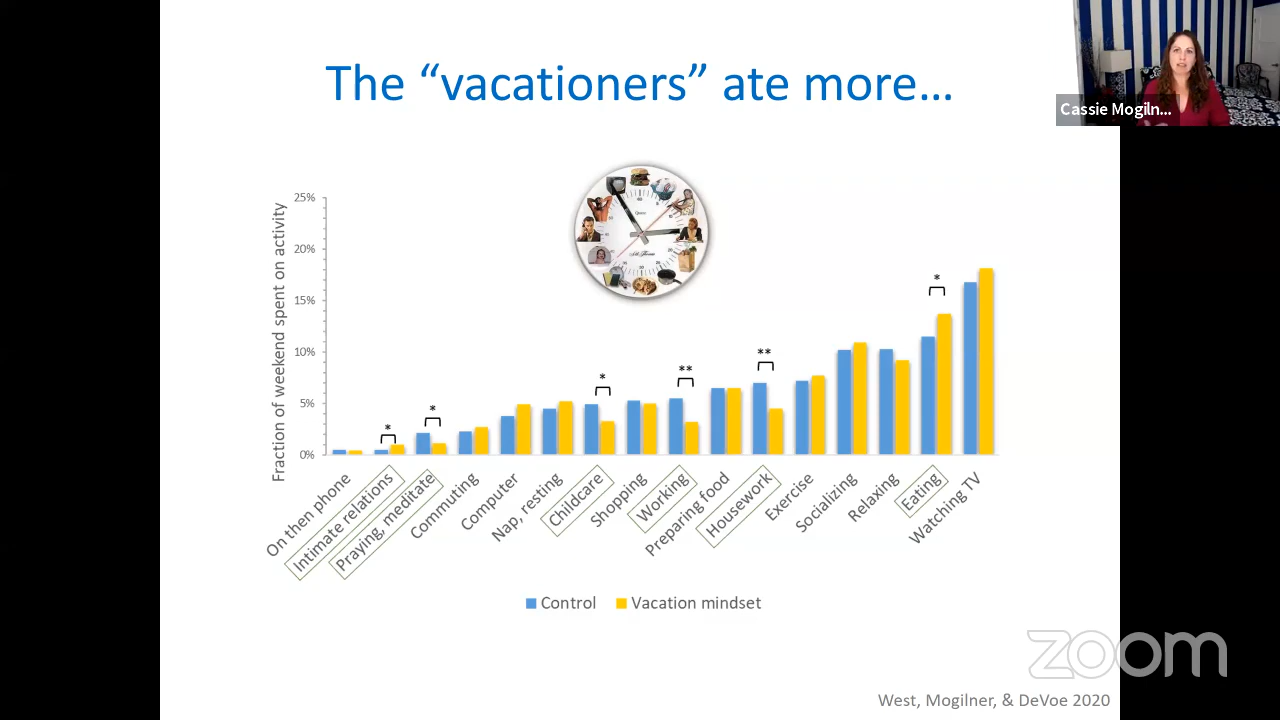 The “vacationers” ate more...
Cassie Mogiln...
Fraction of weekend spent on activity
25%
20%
15%
10%
5%
0%
*
*
*
**
**
*
On then phone
Intimate relations
Praying, meditate
Commuting
Computer
Nap, resting
Childcare
Shopping
Working
Preparing food
Housework
Exercise
Socializing
Relaxing
Eating
Watching TV
Control
Vacation mindset
zoom
West, Mogilner, & DeVoe 2020